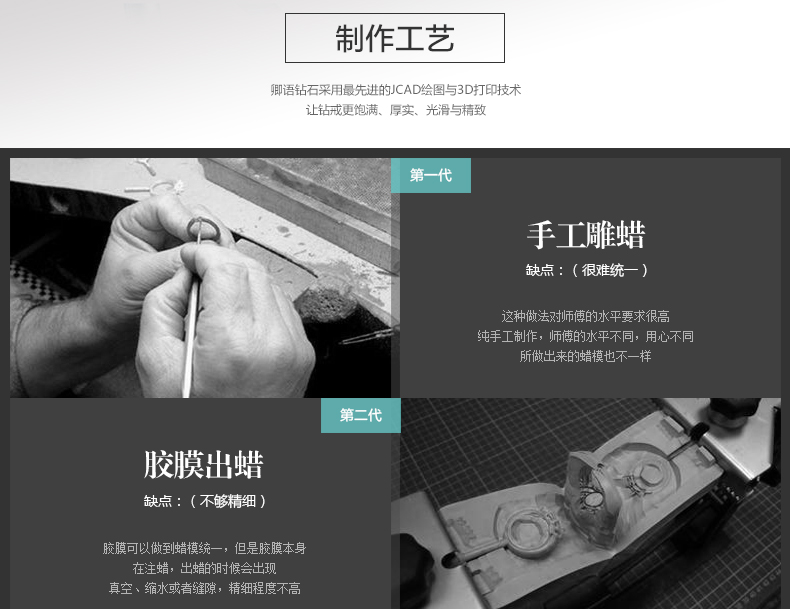 制作工艺
卿语钻石采用最先进的JCAD绘图与3D打印技术
让钻戒更饱满、厚实、光滑与精致
第一代
手工雕蜡
缺点：（很难统一）
这种做法对师傅的水平要求很高
纯手工制作，师傅的水平不同，用心不同
所做出来的蜡模也不一样
第二代
胶膜出蜡
缺点：（不够精细）
胶膜可以做到蜡模统一，但是胶膜本身
在注蜡，出蜡的时候会出现
真空、缩水或者缝隙，精细程度不高